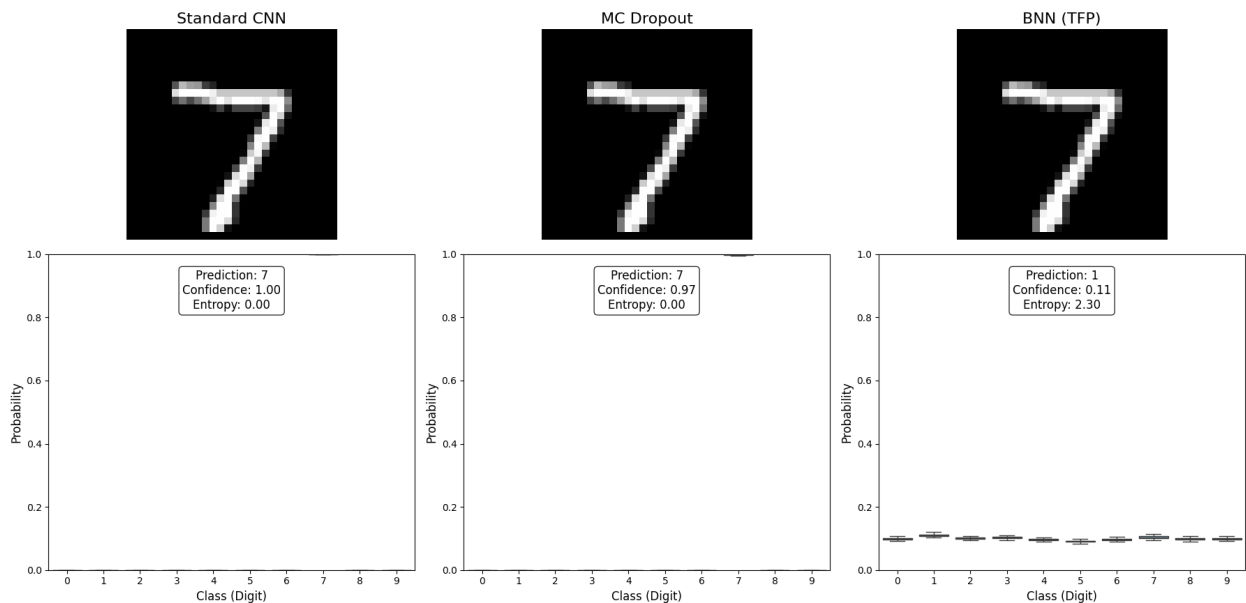 Standard CNN
MC Dropout
BNN (TFP)
7
7
7
Prediction: 7
Confidence: 1.00
Entropy: 0.00
1.0
0.8
0.6
0.4
0.2
0.0
Probability
0 1 2 3 4 5 6 7 8 9
Class (Digit)
Prediction: 7
Confidence: 0.97
Entropy: 0.00
1.0
0.8
0.6
0.4
0.2
0.0
Probability
0 1 2 3 4 5 6 7 8 9
Class (Digit)
Prediction: 1
Confidence: 0.11
Entropy: 2.30
1.0
0.8
0.6
0.4
0.2
0.0
Probability
0 1 2 3 4 5 6 7 8 9
Class (Digit)